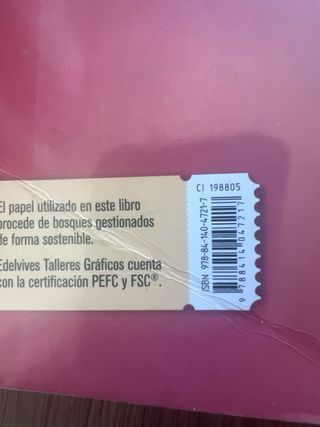 El papel utilizado en este libro
procede de bosques gestionados
de forma sostenible.
Edelvives Talleres Gráficos cuenta
con la certificación PEFC y FSC®.
CI 198805
ISBN 978-84-140-4721-7
9 788414 047217